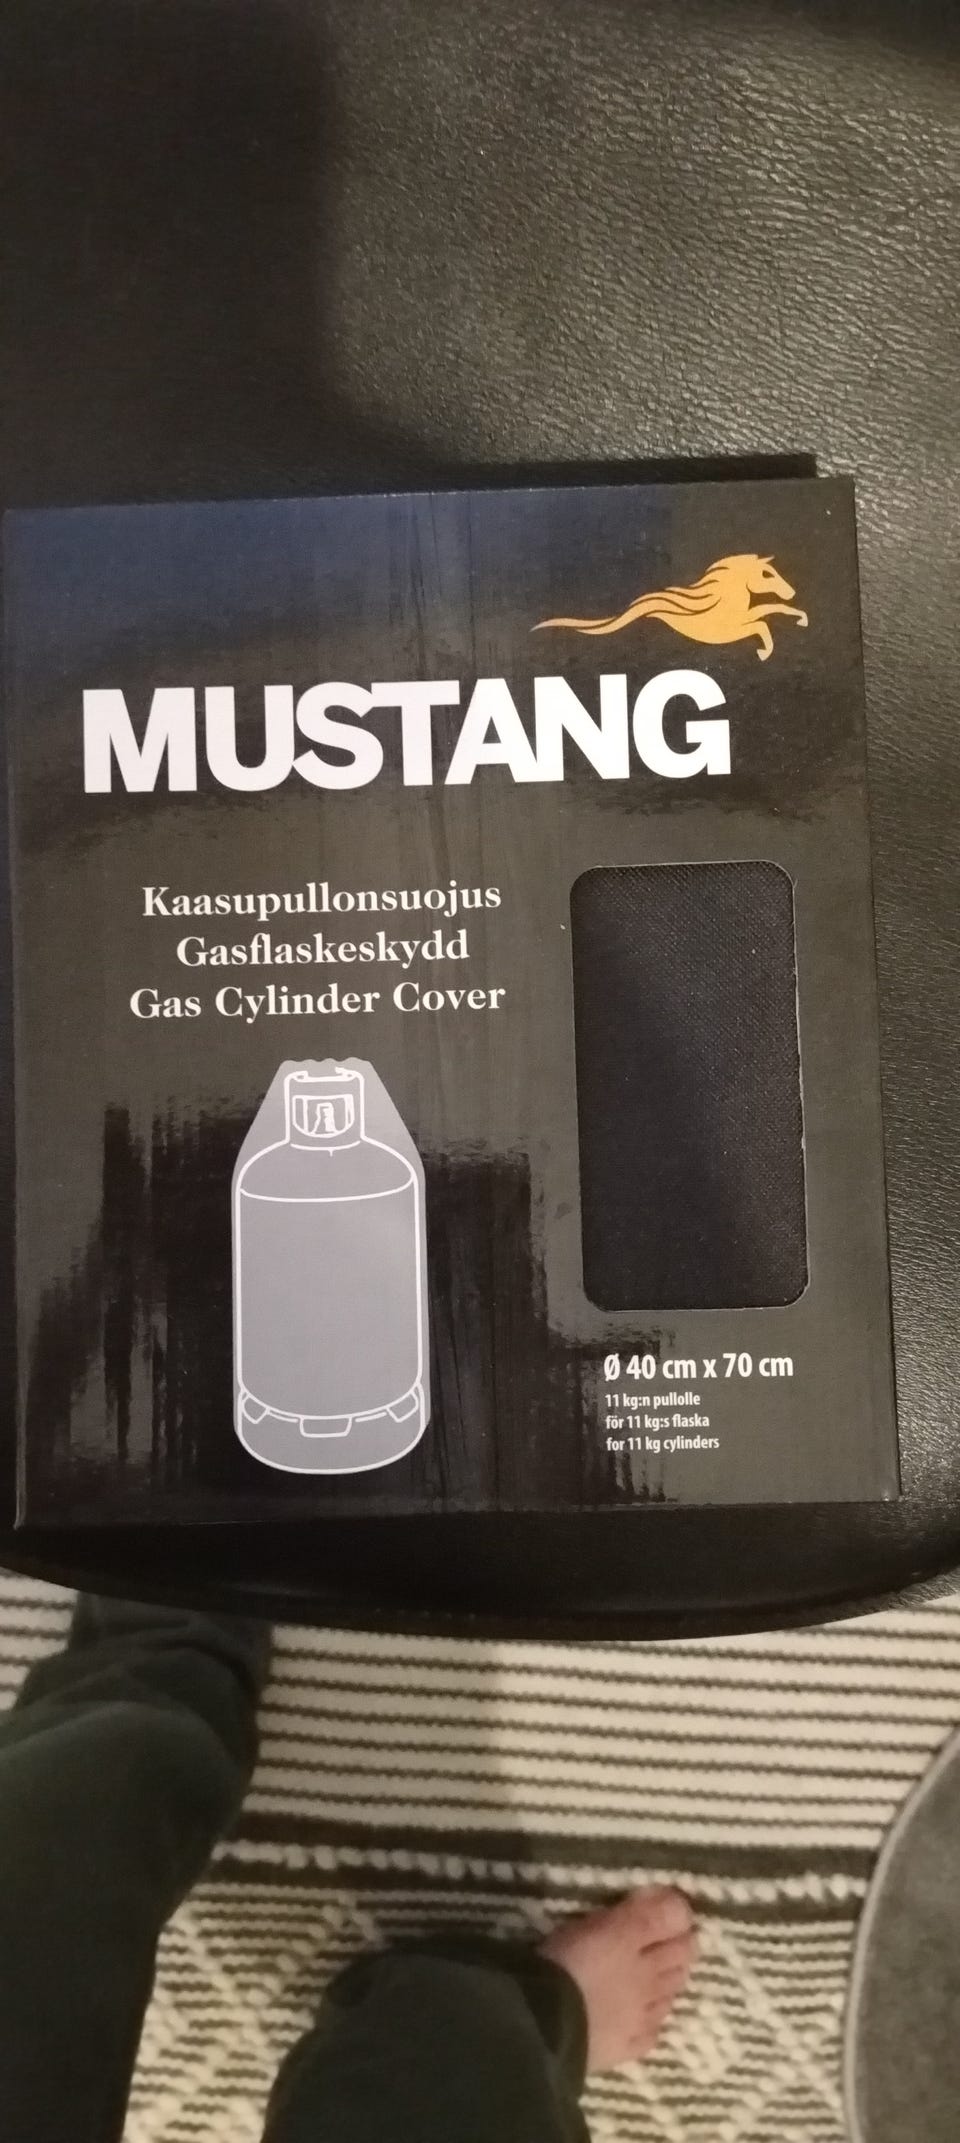 MUSTANG
Kaasupullonsuojus
Gasflaskeskydd
Gas Cylinder Cover
Ø 40 cm x 70 cm
11 kg:n pullolle
för 11 kg:s flaska
for 11 kg cylinders